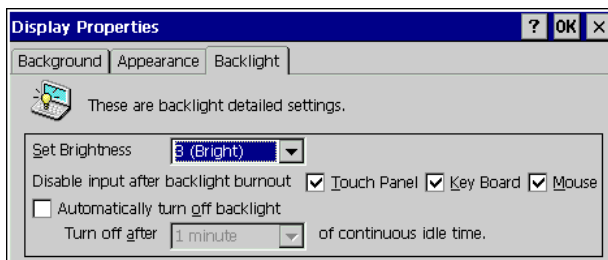 Display Properties ? OK ×
Background Appearance Backlight
These are backlight detailed settings.
Set Brightness 3 (Bright)
Disable input after backlight burnout Touch Panel Key Board Mouse
Automatically turn off backlight
Turn off after 1 minute of continuous idle time.